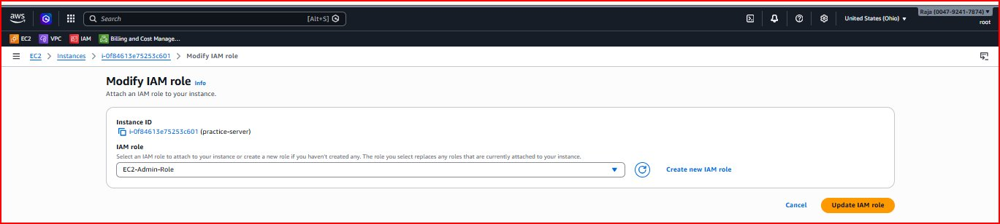 aws
Search
[Alt+S]
United States (Ohio) ▼
Raja (0047-9241-7874) ▼
root
EC2
VPC
IAM
Billing and Cost Manage...
EC2 > Instances > i-0f84613e75253c601 > Modify IAM role
Modify IAM role Info
Attach an IAM role to your instance.
Instance ID
i-0f84613e75253c601 (practice-server)
IAM role
Select an IAM role to attach to your instance or create a new role if you haven't created any. The role you select replaces any roles that are currently attached to your instance.
EC2-Admin-Role
Create new IAM role
Cancel
Update IAM role